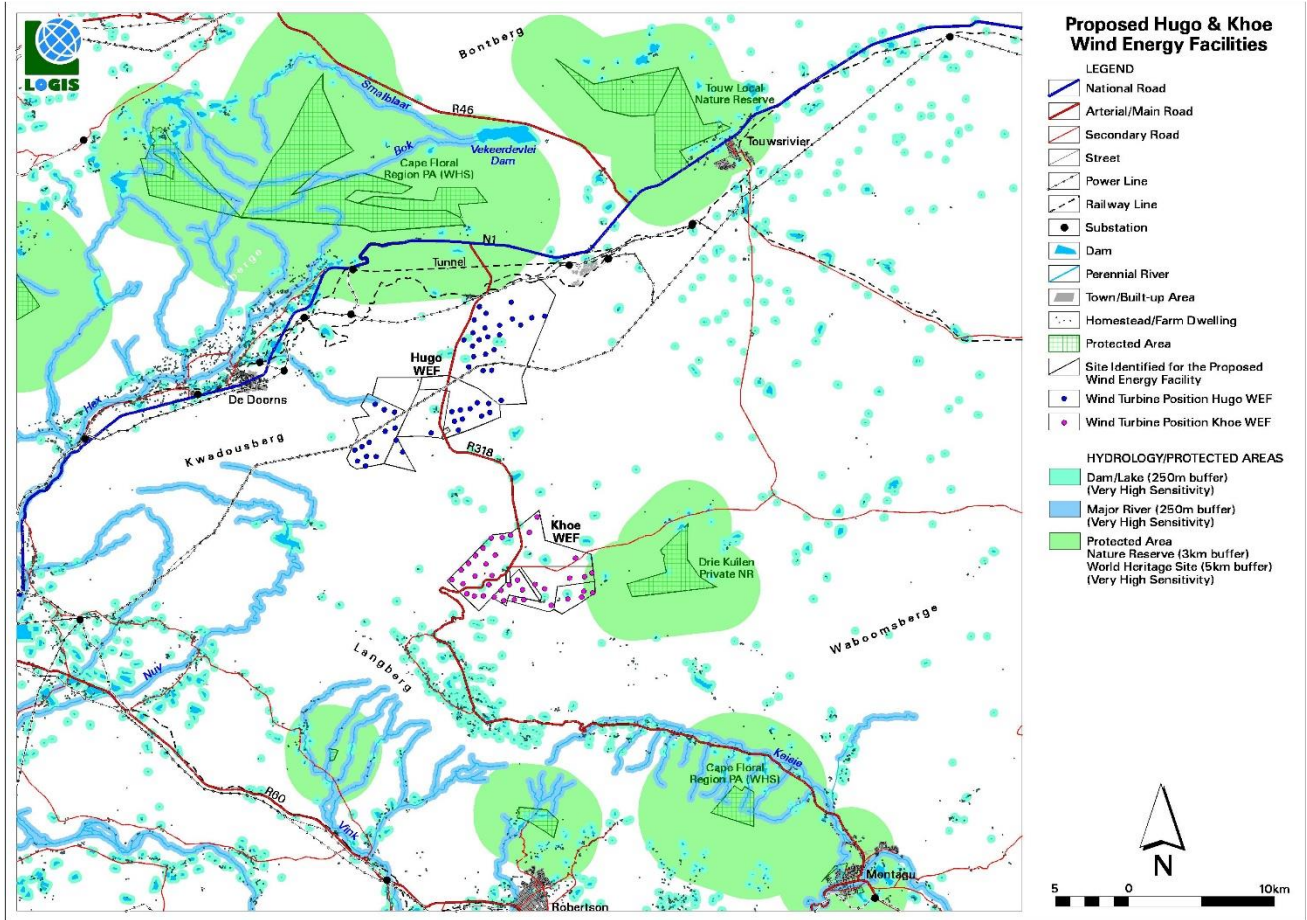 LOGIS
Bontberg
Smalblaar
R46
Touw Local
Nature Reserve
Bok
Vekeerdevlei
Dam
Touwsrivier
Cape Floral
Region PA (WHS)
N1
berge
Tunnel
Hugo
WEF
De Doorns
Hex
Kwadousberg
R318
Khoe
WEF
Drie Kuilen
Private NR
Waboomsberge
Langberg
Nuy
Keisie
Cape Floral
Region PA (WHS)
R60
Vink
Montagu
Robertson
Proposed Hugo & Khoe
Wind Energy Facilities
LEGEND
National Road
Arterial/Main Road
Secondary Road
Street
Power Line
Railway Line
Substation
Dam
Perennial River
Town/Built-up Area
Homestead/Farm Dwelling
Protected Area
Site Identified for the Proposed
Wind Energy Facility
Wind Turbine Position Hugo WEF
Wind Turbine Position Khoe WEF
HYDROLOGY/PROTECTED AREAS
Dam/Lake (250m buffer)
(Very High Sensitivity)
Major River (250m buffer)
(Very High Sensitivity)
Protected Area
Nature Reserve (3km buffer)
World Heritage Site (5km buffer)
(Very High Sensitivity)
N
5 0 10km